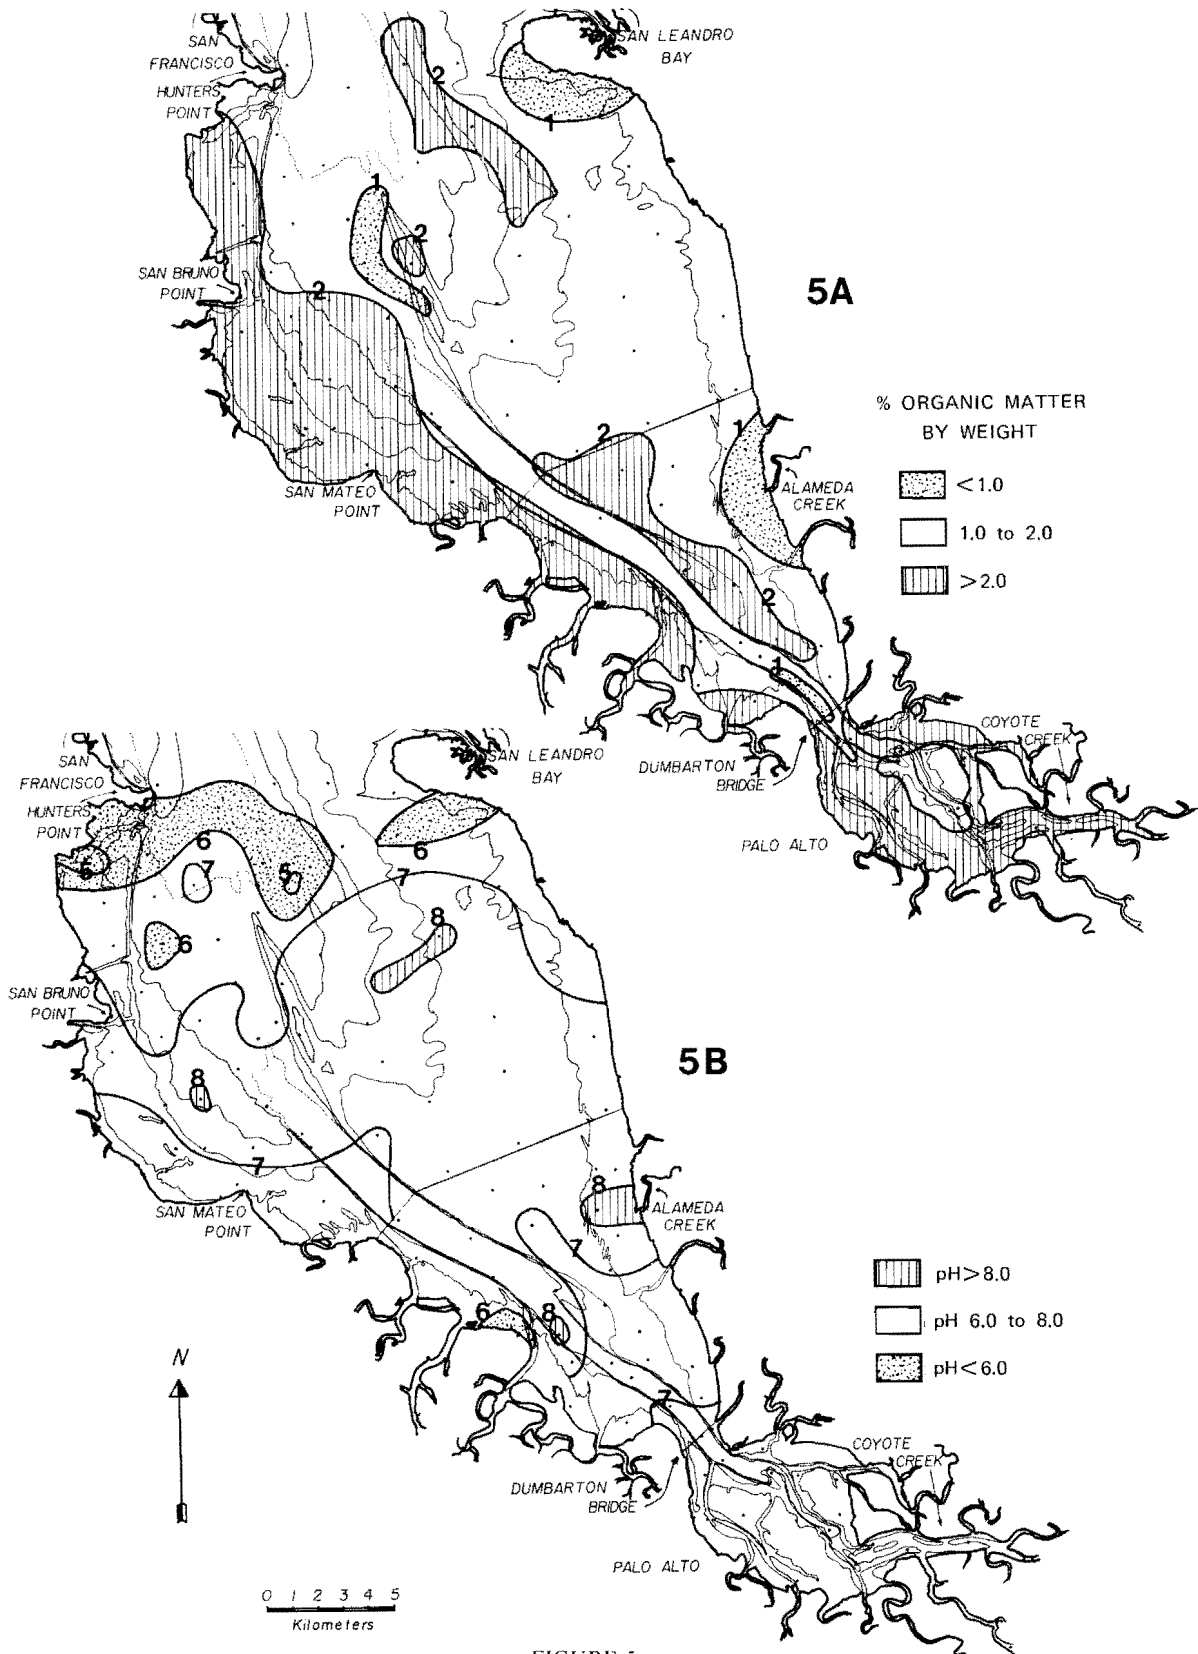 SAN LEANDRO
BAY
SAN
FRANCISCO
HUNTERS
POINT
2
1
1
2
SAN BRUNO
POINT
2
5A
% ORGANIC MATTER
BY WEIGHT
<1.0
1.0 to 2.0
>2.0
2
1
SAN MATEO
POINT
ALAMEDA
CREEK
2
1
COYOTE
CREEK
DUMBARTON
BRIDGE
PALO ALTO
SAN LEANDRO
BAY
SAN
FRANCISCO
HUNTERS
POINT
6
5
7
5
6
7
8
6
SAN BRUNO
POINT
5B
8
7
SAN MATEO
POINT
8
ALAMEDA
CREEK
7
pH>8.0
pH 6.0 to 8.0
pH<6.0
6
8
7
N
COYOTE
CREEK
DUMBARTON
BRIDGE
PALO ALTO
0 1 2 3 4 5
Kilometers